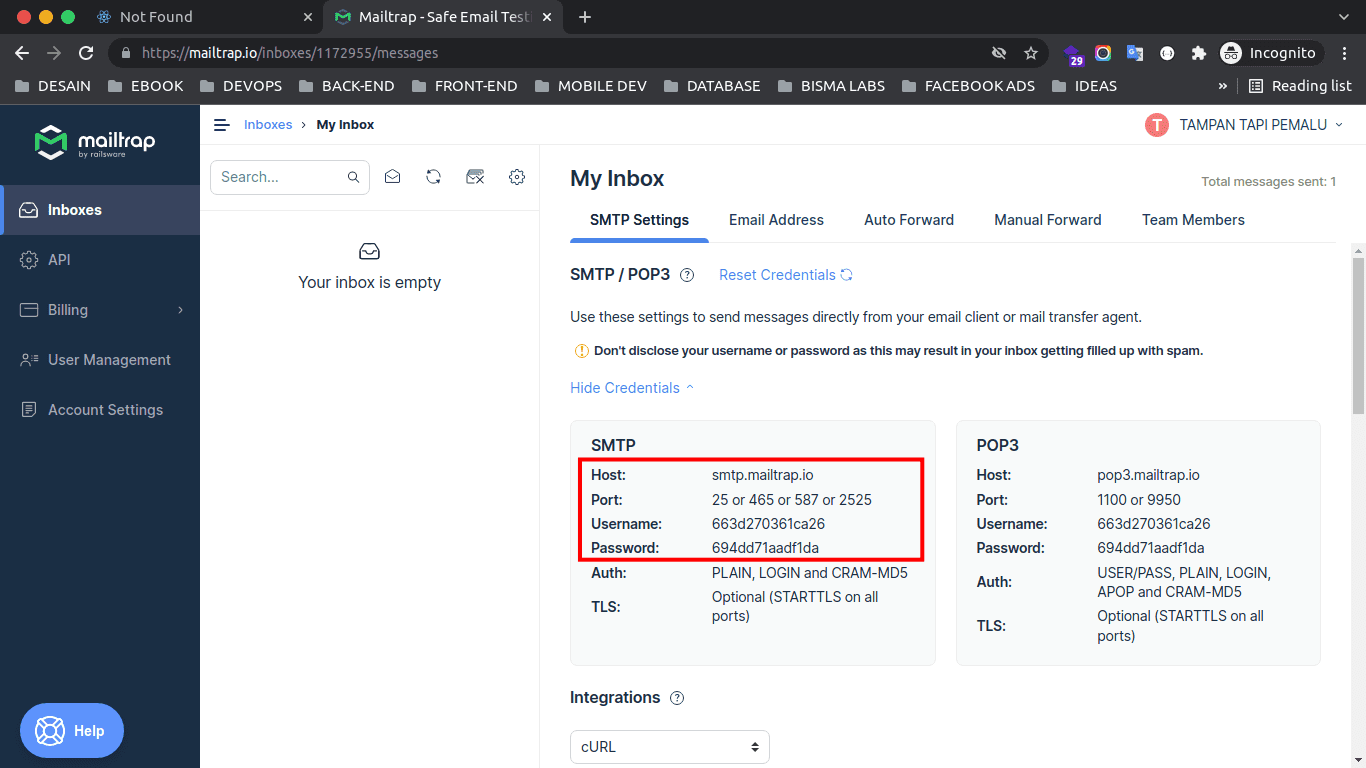 Not Found
Mailtrap - Safe Email Testi
https://mailtrap.io/inboxes/1172955/messages
29
Incognito
DESAIN
EBOOK
DEVOPS
BACK-END
FRONT-END
MOBILE DEV
DATABASE
BISMA LABS
FACEBOOK ADS
IDEAS
»
Reading list
mailtrap
by railsware
Inboxes
API
Billing
User Management
Account Settings
Help
Inboxes › My Inbox
T TAMPAN TAPI PEMALU
Search...
Your inbox is empty
My Inbox
Total messages sent: 1
SMTP Settings
Email Address
Auto Forward
Manual Forward
Team Members
SMTP / POP3 ? Reset Credentials
Use these settings to send messages directly from your email client or mail transfer agent.
! Don't disclose your username or password as this may result in your inbox getting filled up with spam.
Hide Credentials
SMTP
Host: smtp.mailtrap.io
Port: 25 or 465 or 587 or 2525
Username: 663d270361ca26
Password: 694dd71aadf1da
Auth: PLAIN, LOGIN and CRAM-MD5
TLS: Optional (STARTTLS on all
ports)
POP3
Host: pop3.mailtrap.io
Port: 1100 or 9950
Username: 663d270361ca26
Password: 694dd71aadf1da
Auth: USER/PASS, PLAIN, LOGIN,
APOP and CRAM-MD5
TLS: Optional (STARTTLS on all
ports)
Integrations ?
cURL